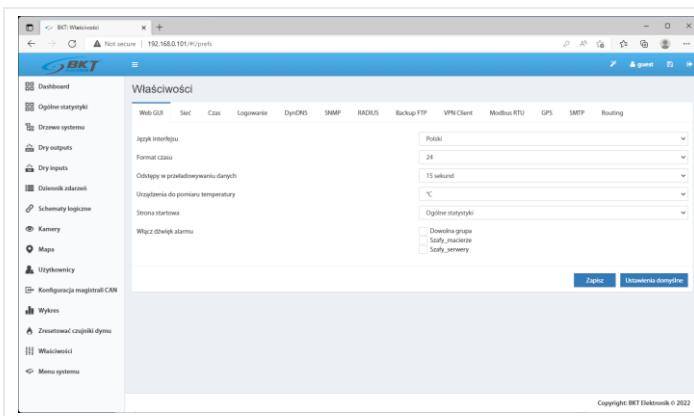 BKT: Właściwości
Not secure | 192.168.0.101/#/prefs
BKT
guest
Dashboard
Ogólne statystyki
Drzewo systemu
Dry outputs
Dry inputs
Dziennik zdarzeń
Schematy logiczne
Kamery
Mapa
Użytkownicy
Konfiguracja magistrali CAN
Wykres
Zresetować czujniki dymu
Właściwości
Menu systemu
Właściwości
Web GUI Sieć Czas Logowanie DynDNS SNMP RADIUS Backup FTP VPN Client Modbus RTU GPS SMTP Routing
Język interfejsu Polski
Format czasu 24
Odstępy w przeładowywaniu danych 15 sekund
Urządzenia do pomiaru temperatury °C
Strona startowa Ogólne statystyki
Włącz dźwięk alarmu Dowolna grupa
Szafy_macierze
Szafy_serwery
Zapisz Ustawienia domyślne
Copyright: BKT Elektronik © 2022